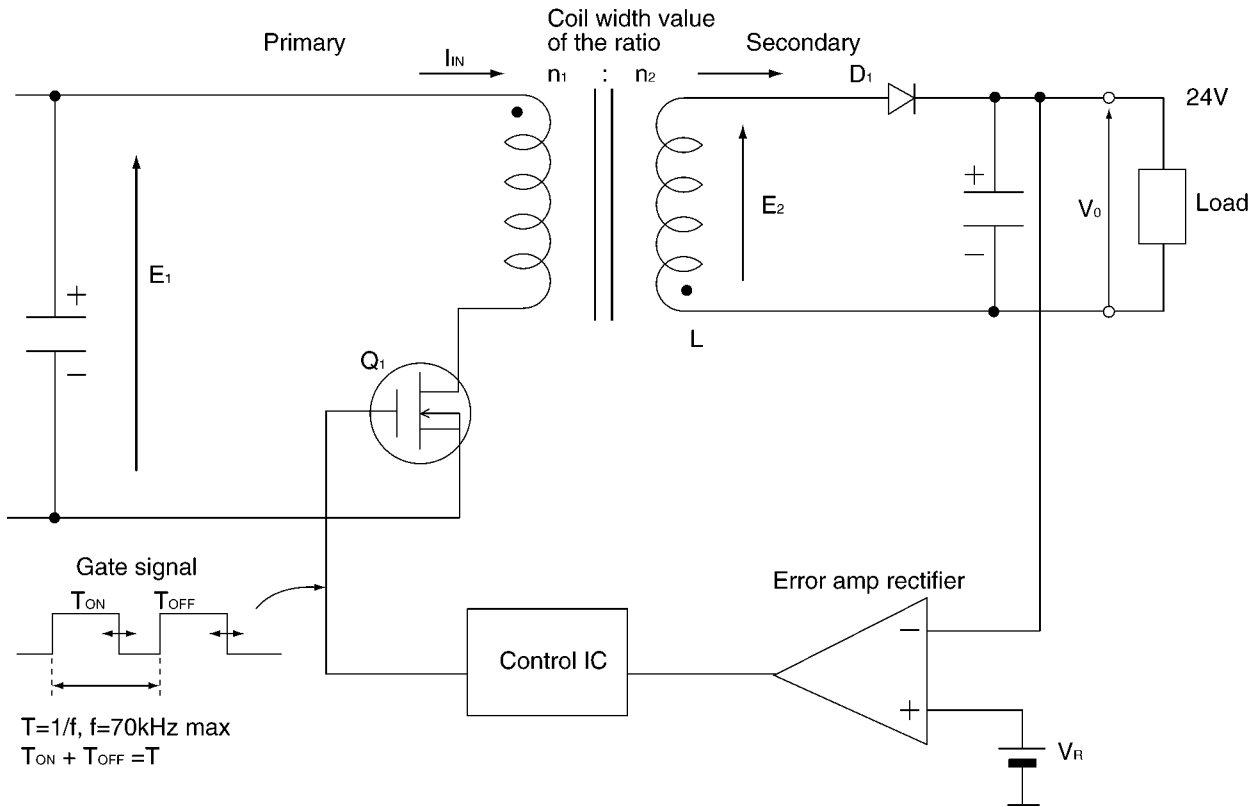 Coil width value
of the ratio
Primary
Secondary
IIN
n1 : n2
D1
24V
+
E1
+
−
E2
+
−
V0
Load
L
Q1
Gate signal
TON TOFF
T=1/f, f=70kHz max
TON + TOFF =T
Control IC
Error amp rectifier
−
+
VR